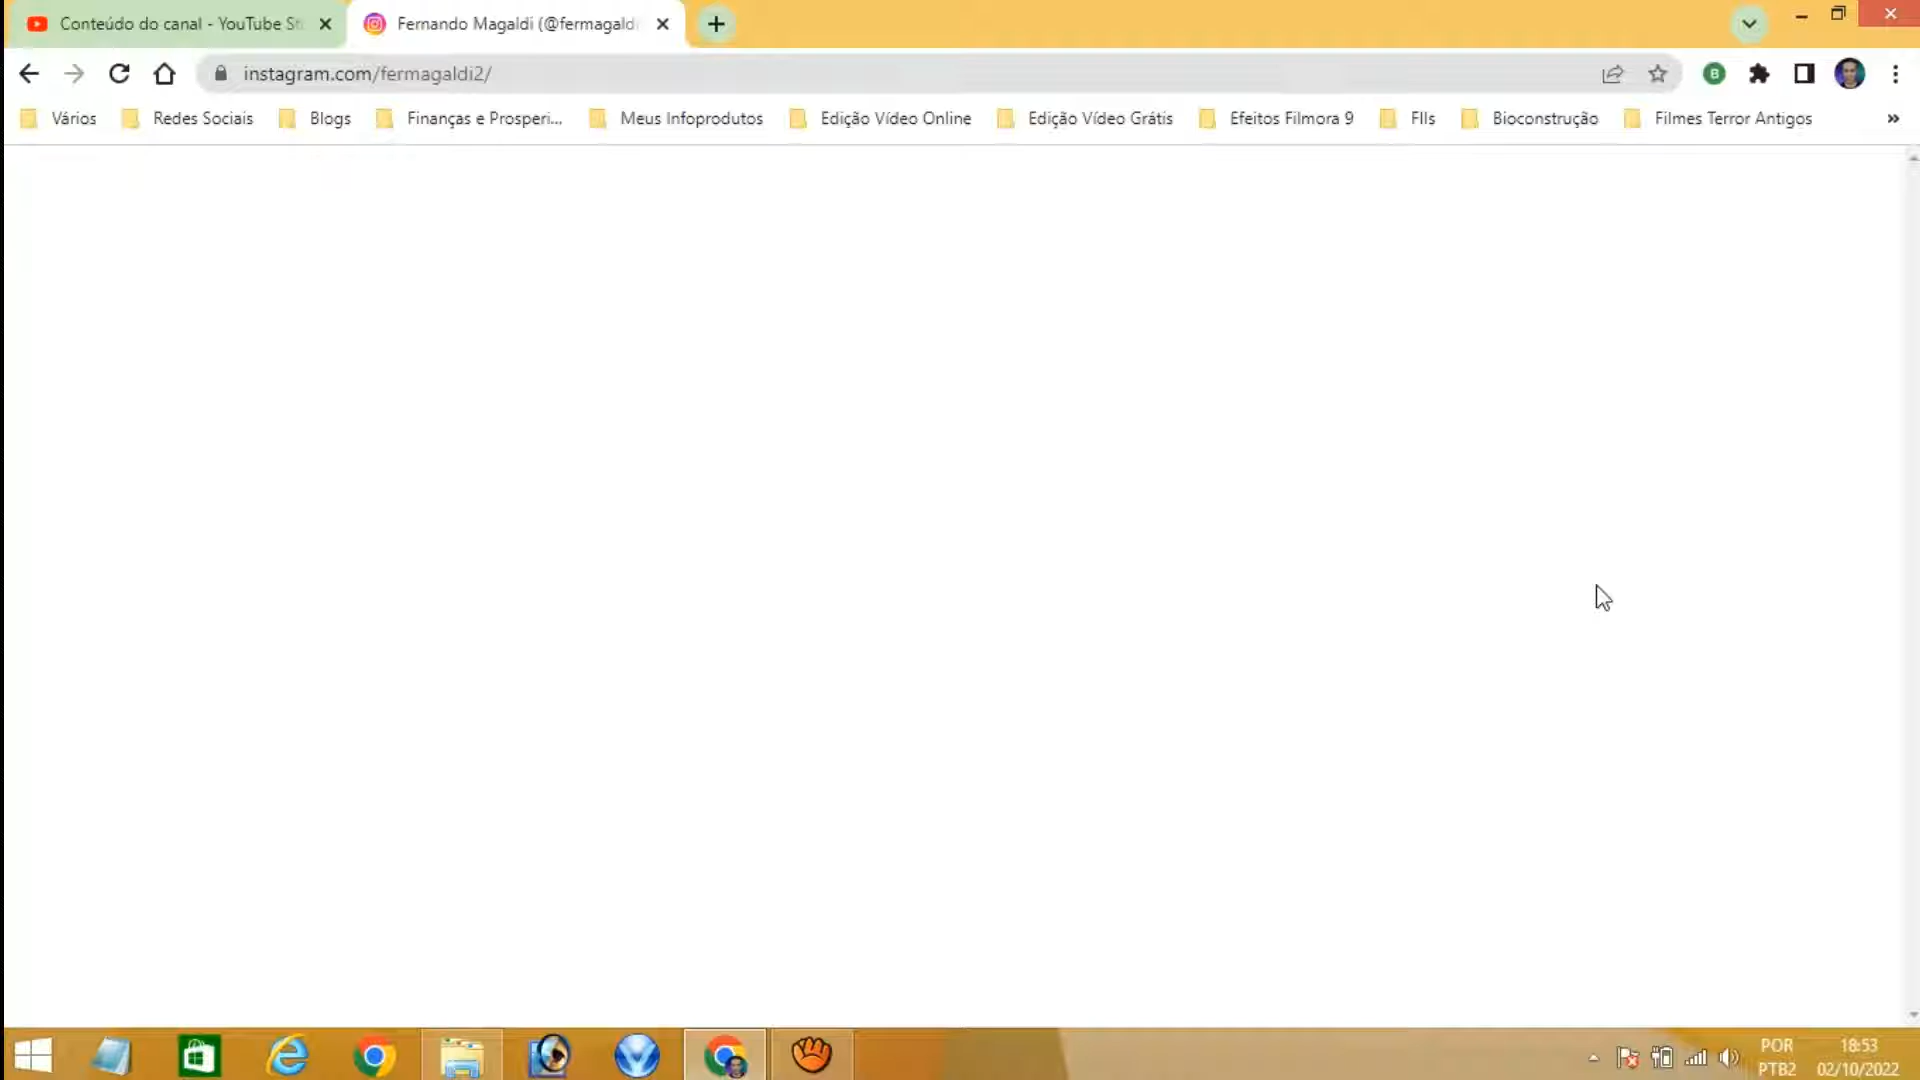 Conteúdo do canal - YouTube St
Fernando Magaldi (@fermagald
instagram.com/fermagaldi2/
B
Vários
Redes Sociais
Blogs
Finanças e Prosperi...
Meus Infoprodutos
Edição Vídeo Online
Edição Vídeo Grátis
Efeitos Filmora 9
FIIs
Bioconstrução
Filmes Terror Antigos
»
POR
18:53
PTB2
02/10/2022